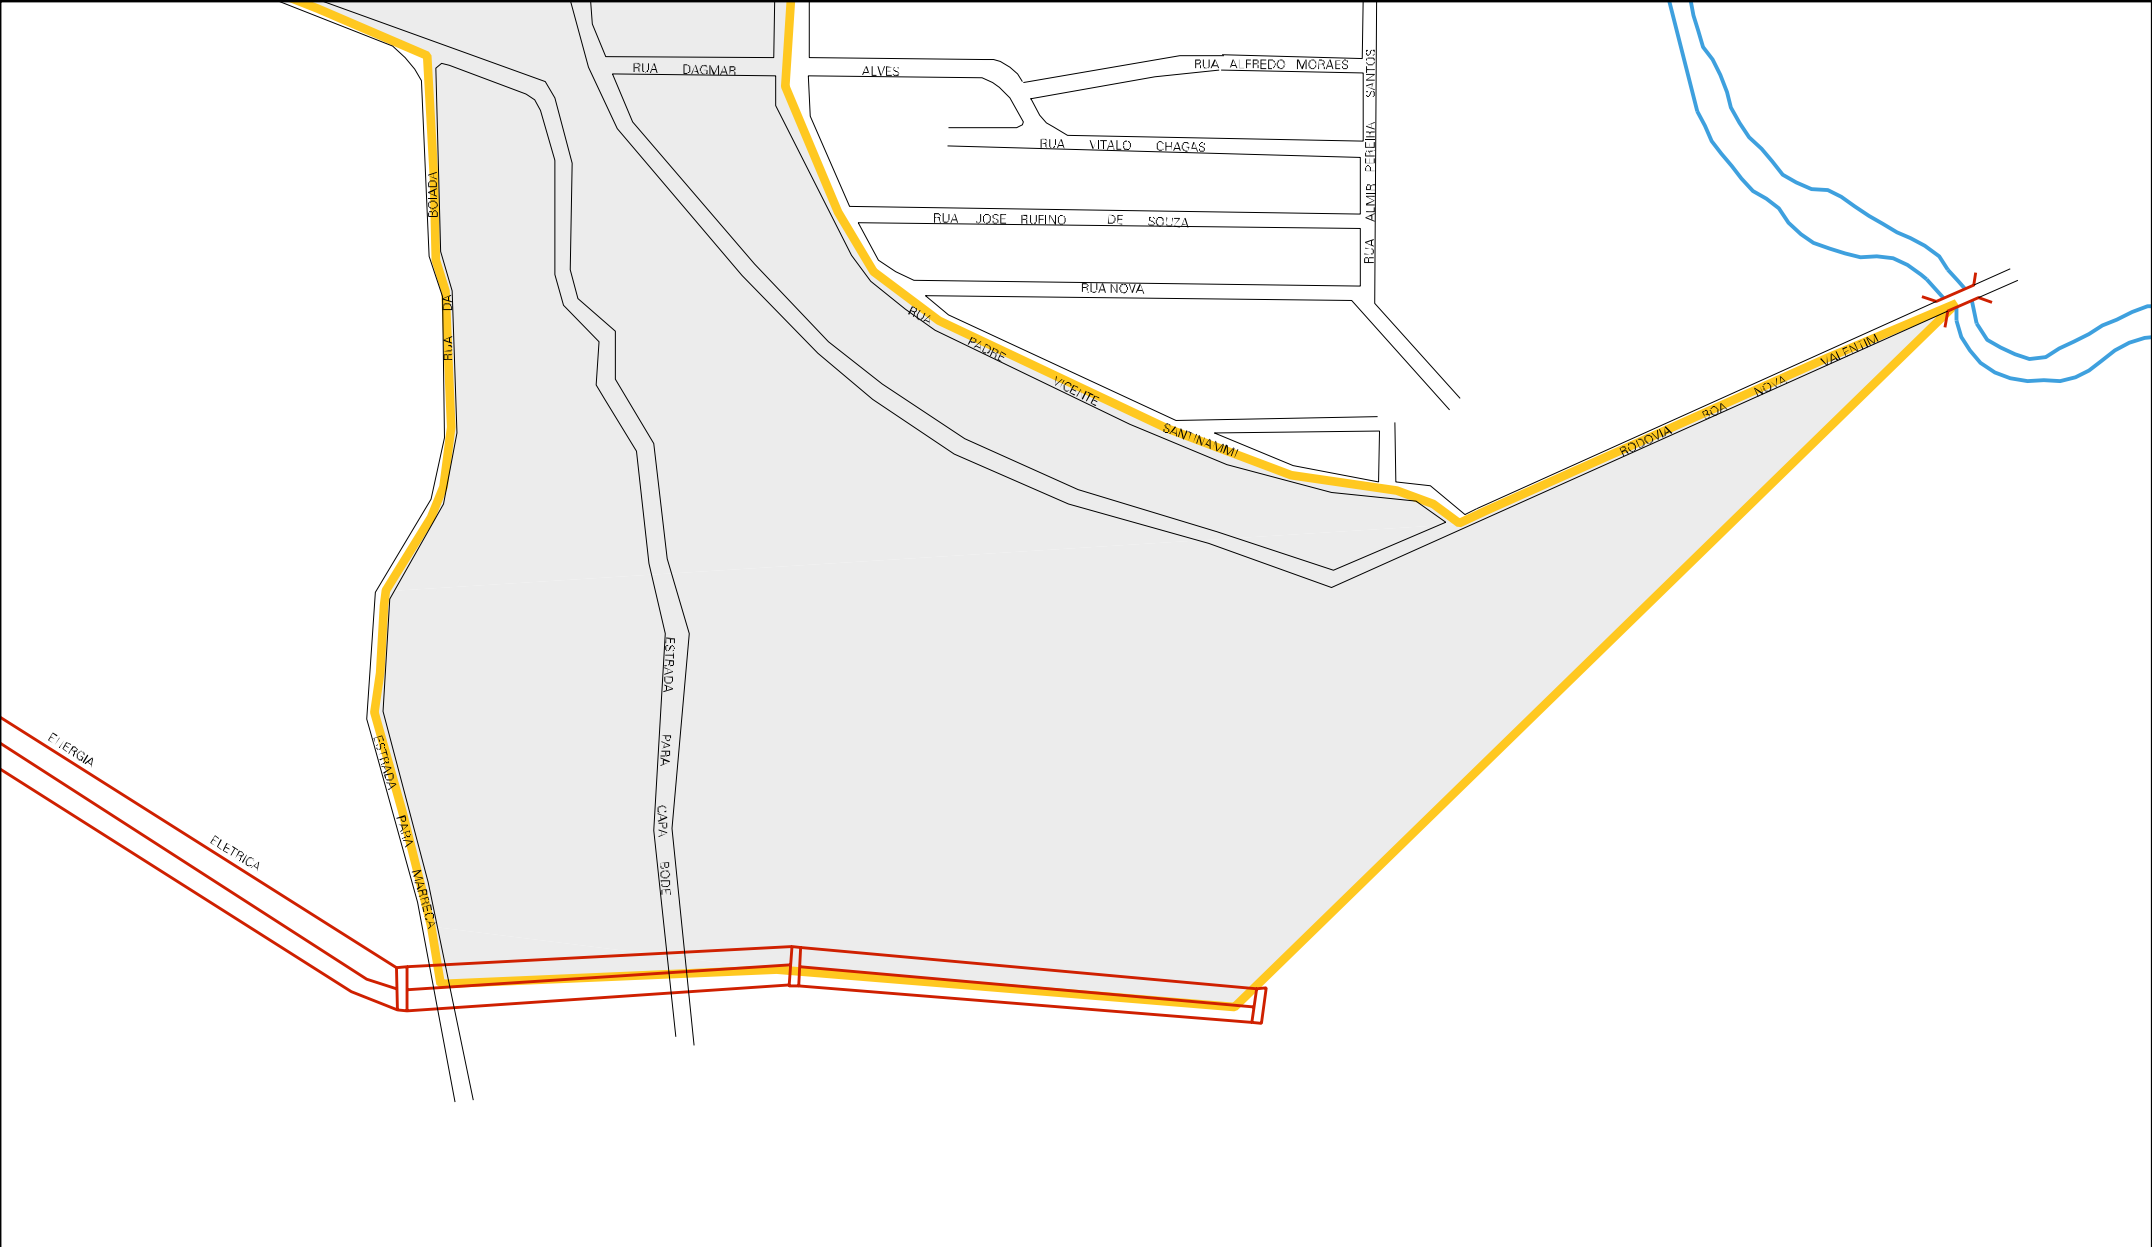 RUA DAGMAR ALVES
RUA ALFREDO MORAES
RUA VITALO CHAGAS
RUA ALMIR PEREIRA SANTOS
RUA JOSE RUFINO DE SOUZA
RUA NOVA
RUA DA BOIADA
RUA PADRE VICENTE
RODOVIA BOA NOVA VALENTIM
ESTRADA PARA CAPA BODE
ESTRADA PARA MARRECA
ENERGIA ELETRICA